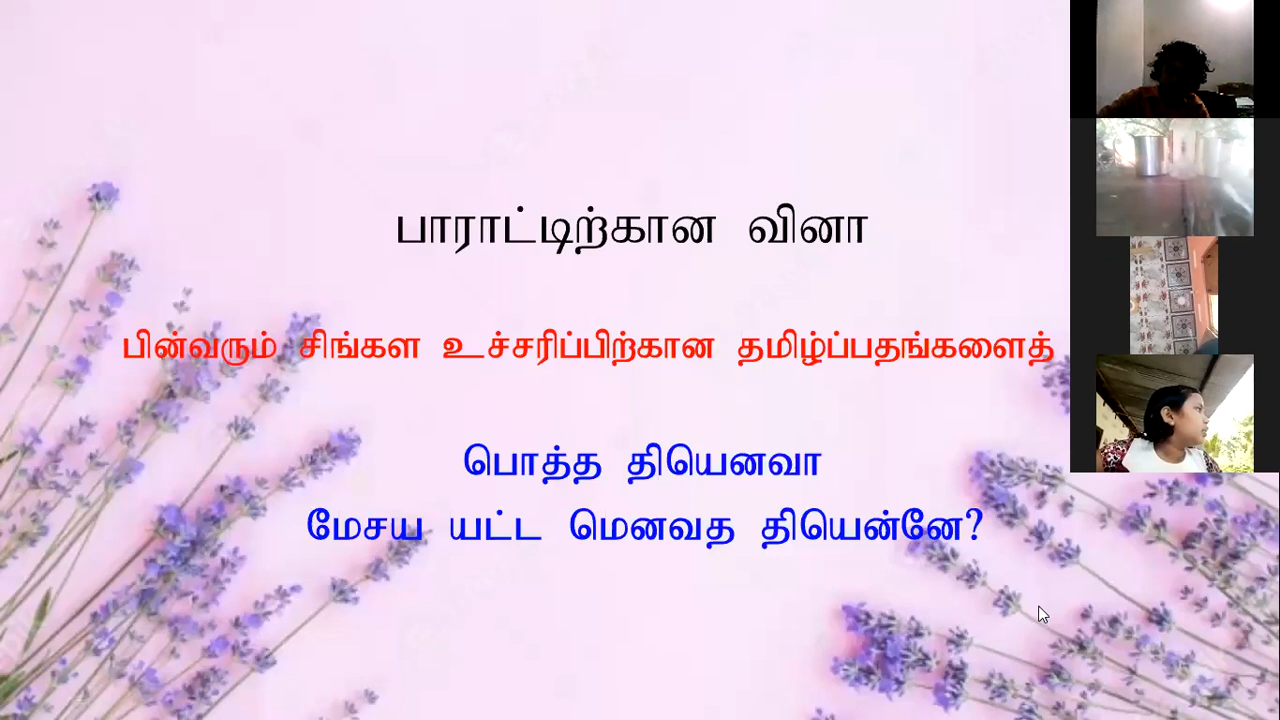 பாராட்டிற்கான வினா
பின்வரும் சிங்கள உச்சரிப்பிற்கான தமிழ்ப்பதங்களைத்
பொத்த தியெனவா
மேசய யட்ட மெனவத தியென்னே?